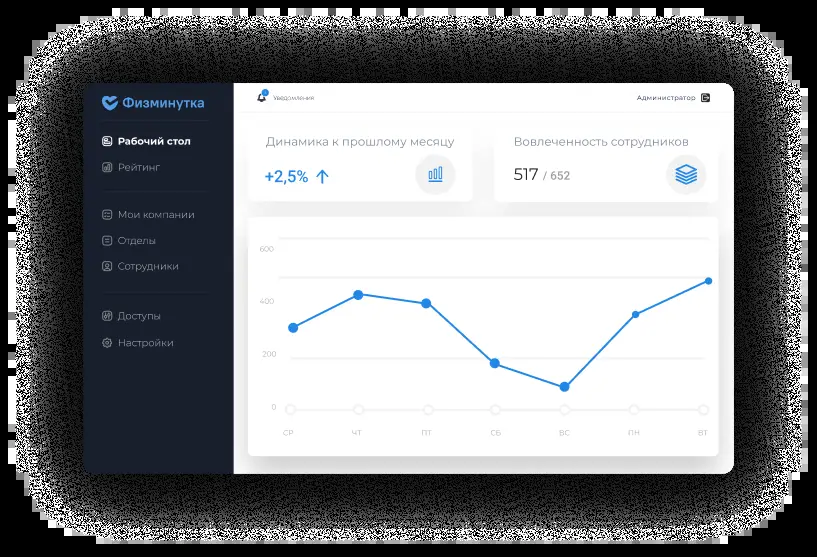 Физминутка
Рабочий стол
Рейтинг
Мои компании
Отделы
Сотрудники
Доступы
Настройки
Уведомления
Администратор
Динамика к прошлому месяцу
+2,5%
Вовлеченность сотрудников
517 / 652
600
400
200
0
СР ЧТ ПТ СБ ВС ПН ВТ